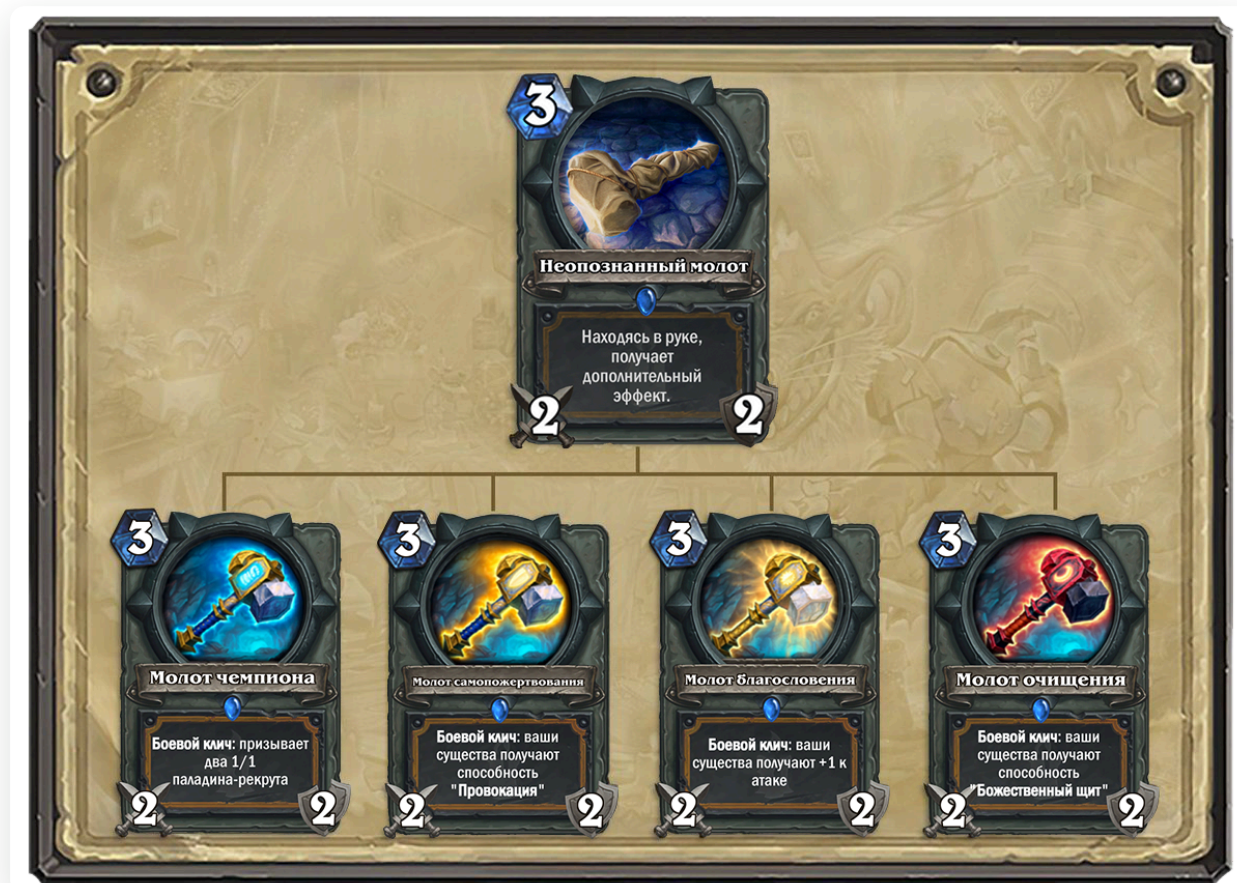 3
Неопознанный молот
Находясь в руке,
получает
дополнительный
эффект.
2
2
3
Молот чемпиона
Боевой клич: призывает
два 1/1
паладина-рекрута
2
2
3
Молот самопожертвования
Боевой клич: ваши
существа получают
способность
"Провокация"
2
2
3
Молот благословения
Боевой клич: ваши
существа получают +1 к
атаке
2
2
3
Молот очищения
Боевой клич: ваши
существа получают
способность
"Божественный щит"
2
2